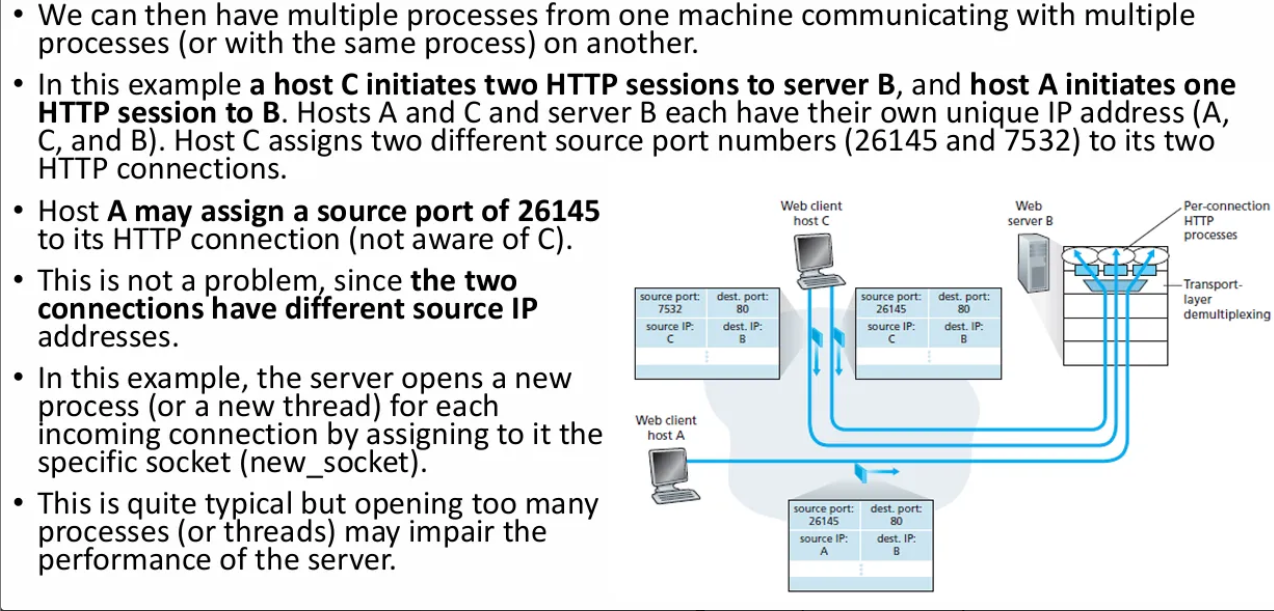 • We can then have multiple processes from one machine communicating with multiple
processes (or with the same process) on another.
• In this example a host C initiates two HTTP sessions to server B, and host A initiates one
HTTP session to B. Hosts A and C and server B each have their own unique IP address (A,
C, and B). Host C assigns two different source port numbers (26145 and 7532) to its two
HTTP connections.
• Host A may assign a source port of 26145
to its HTTP connection (not aware of C).
• This is not a problem, since the two
connections have different source IP
addresses.
• In this example, the server opens a new
process (or a new thread) for each
incoming connection by assigning to it the
specific socket (new_socket).
• This is quite typical but opening too many
processes (or threads) may impair the
performance of the server.
Web client
host C
Web
server B
Per-connection
HTTP
processes
Transport-
layer
demultiplexing
source port:
7532
dest. port:
80
source IP:
C
dest. IP:
B
source port:
26145
dest. port:
80
source IP:
C
dest. IP:
B
Web client
host A
source port:
26145
dest. port:
80
source IP:
A
dest. IP:
B